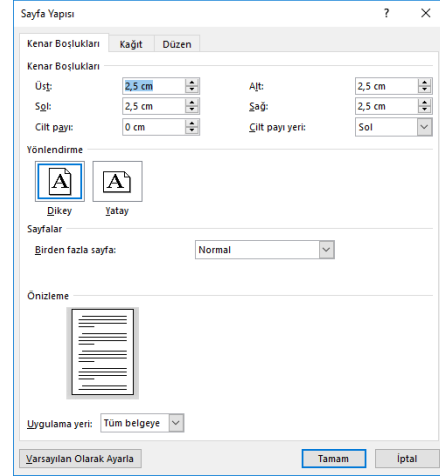 Sayfa Yapısı ? ×
Kenar Boşlukları Kağıt Düzen
Kenar Boşlukları
Üst: 2,5 cm Alt: 2,5 cm
Sol: 2,5 cm Sağ: 2,5 cm
Cilt payı: 0 cm Cilt payı yeri: Sol
Yönlendirme
A A
Dikey Yatay
Sayfalar
Birden fazla sayfa: Normal
Önizleme
Uygulama yeri: Tüm belgeye
Varsayılan Olarak Ayarla Tamam İptal